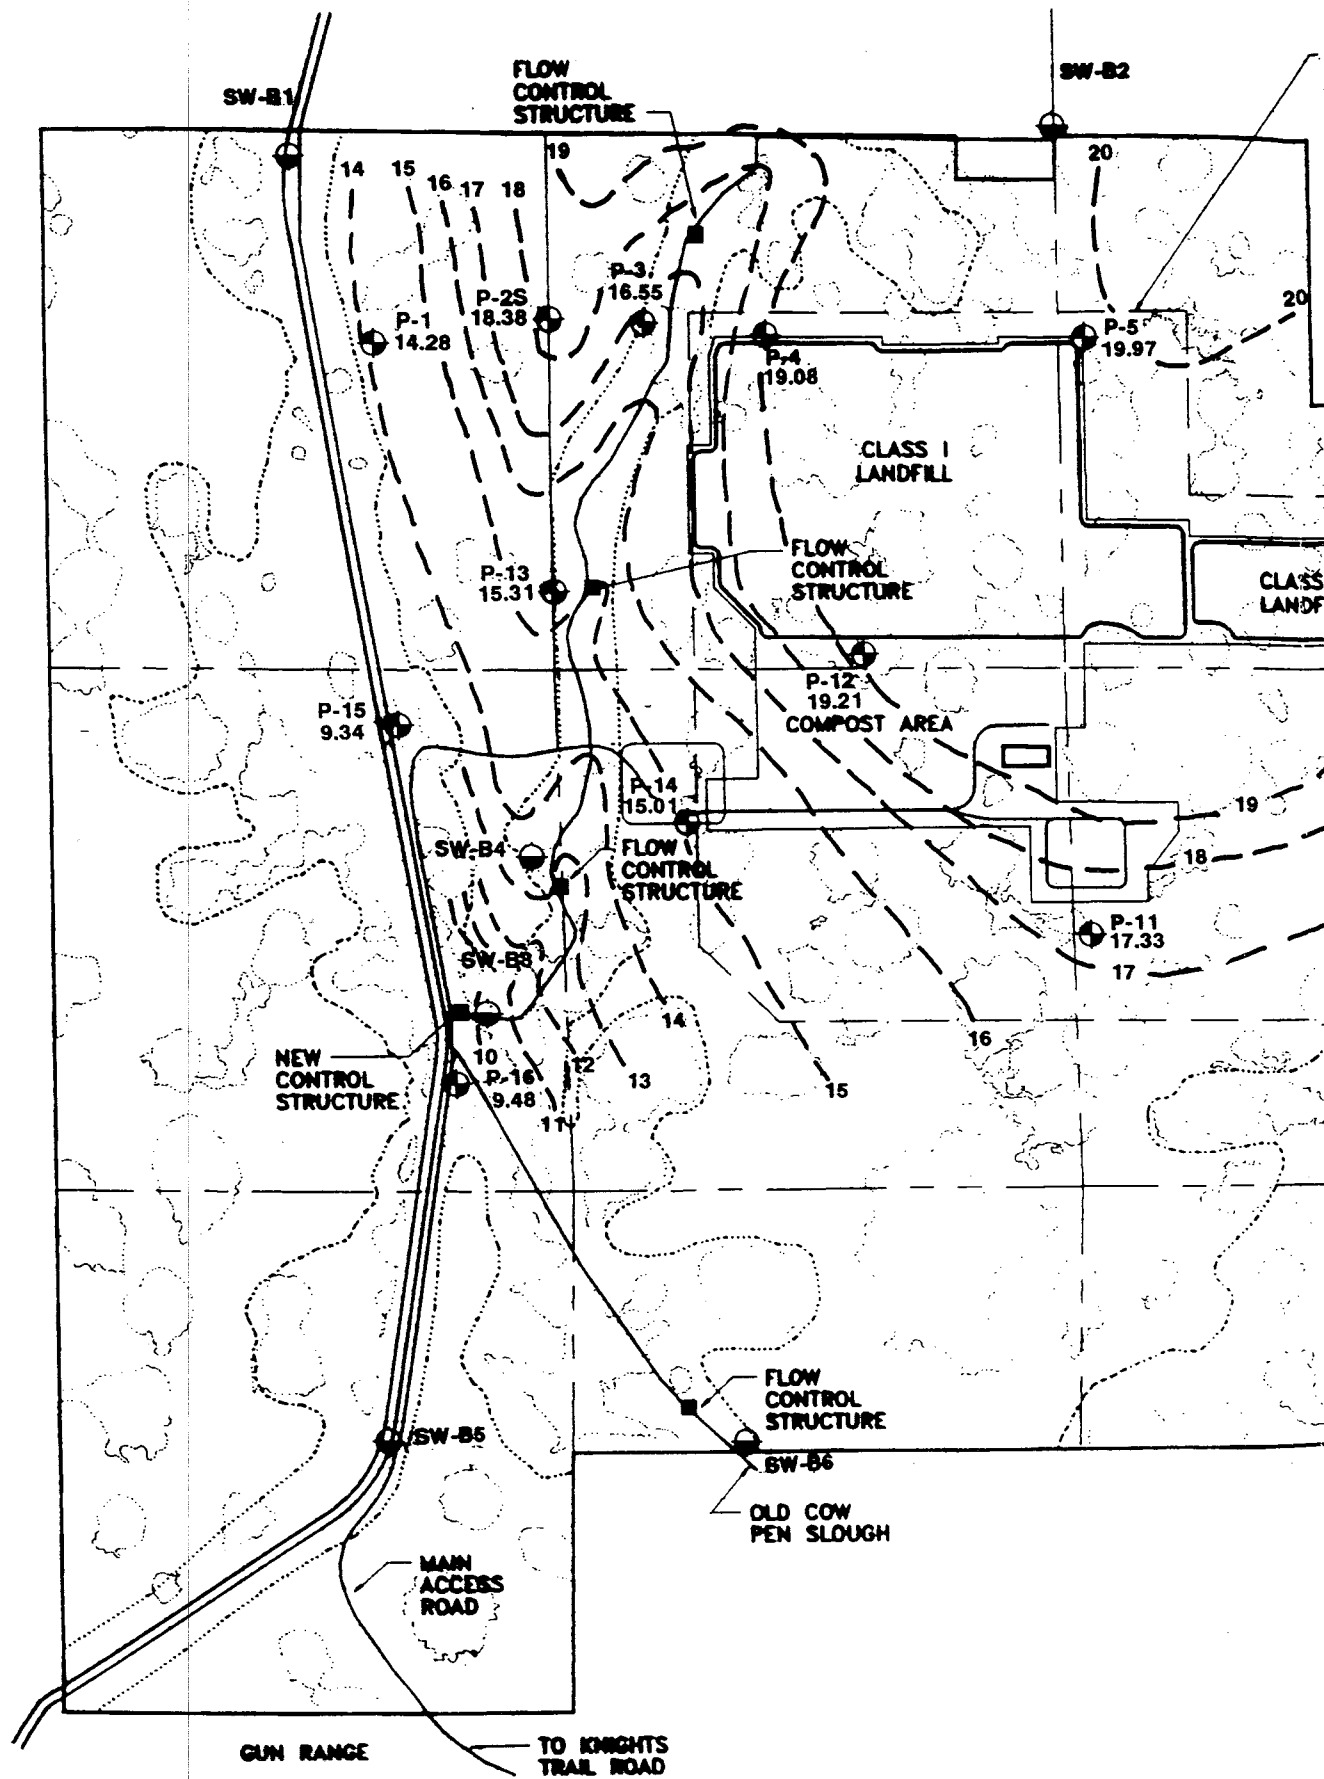 FLOW
CONTROL
STRUCTURE
SW-B1
SW-B2
19
20
14
15
16
17
18
P-3
16.55
P-2S
18.38
20
P-1
14.28
P-5
19.97
P-4
19.08
CLASS I
LANDFILL
FLOW
CONTROL
STRUCTURE
P-13
15.31
CLASS
LANDF
P-12
19.21
COMPOST AREA
P-15
9.34
P-14
15.01
19
SW-B4
FLOW
CONTROL
STRUCTURE
18
P-11
17.33
17
SW-B3
14
16
NEW
CONTROL
STRUCTURE
10
P-16
9.48
12
13
15
11
FLOW
CONTROL
STRUCTURE
SW-B5
SW-B6
OLD COW
PEN SLOUGH
MAIN
ACCESS
ROAD
GUN RANGE
TO KNIGHTS
TRAIL ROAD